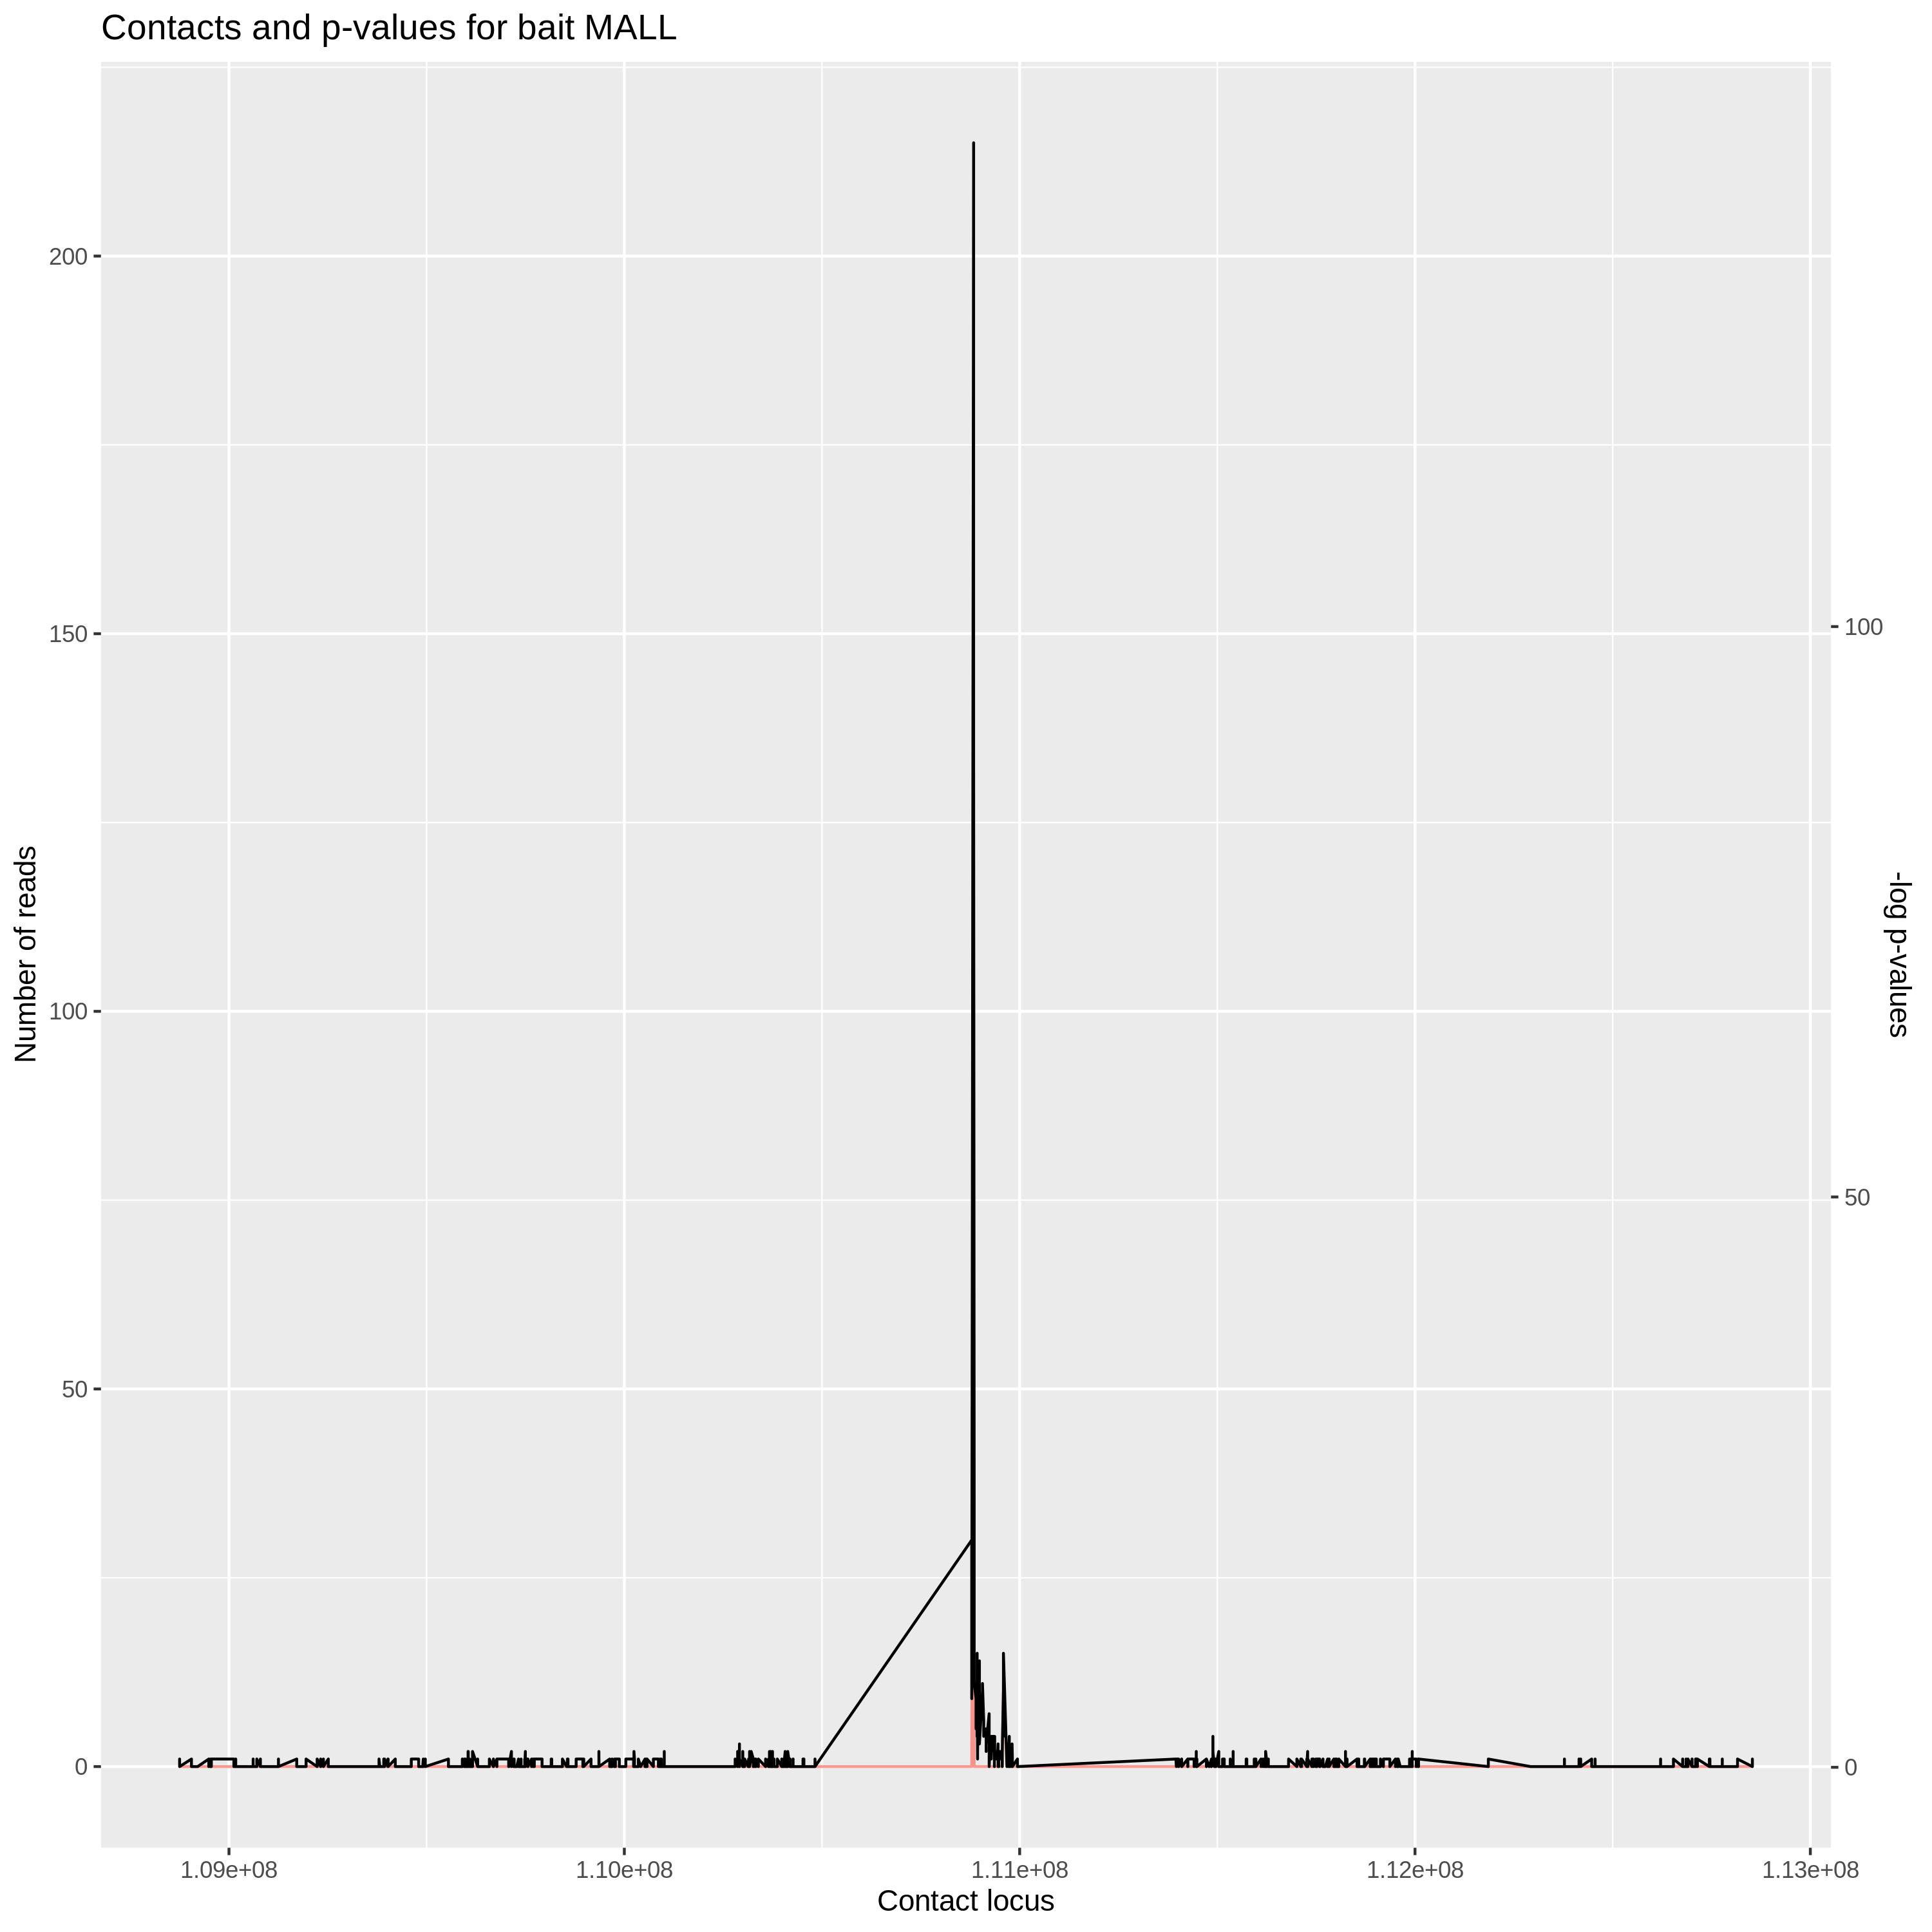 Contacts and p-values for bait MALL
200
150
100
50
0
Number of reads
100
50
0
-log p-values
1.09e+08
1.10e+08
1.11e+08
1.12e+08
1.13e+08
Contact locus